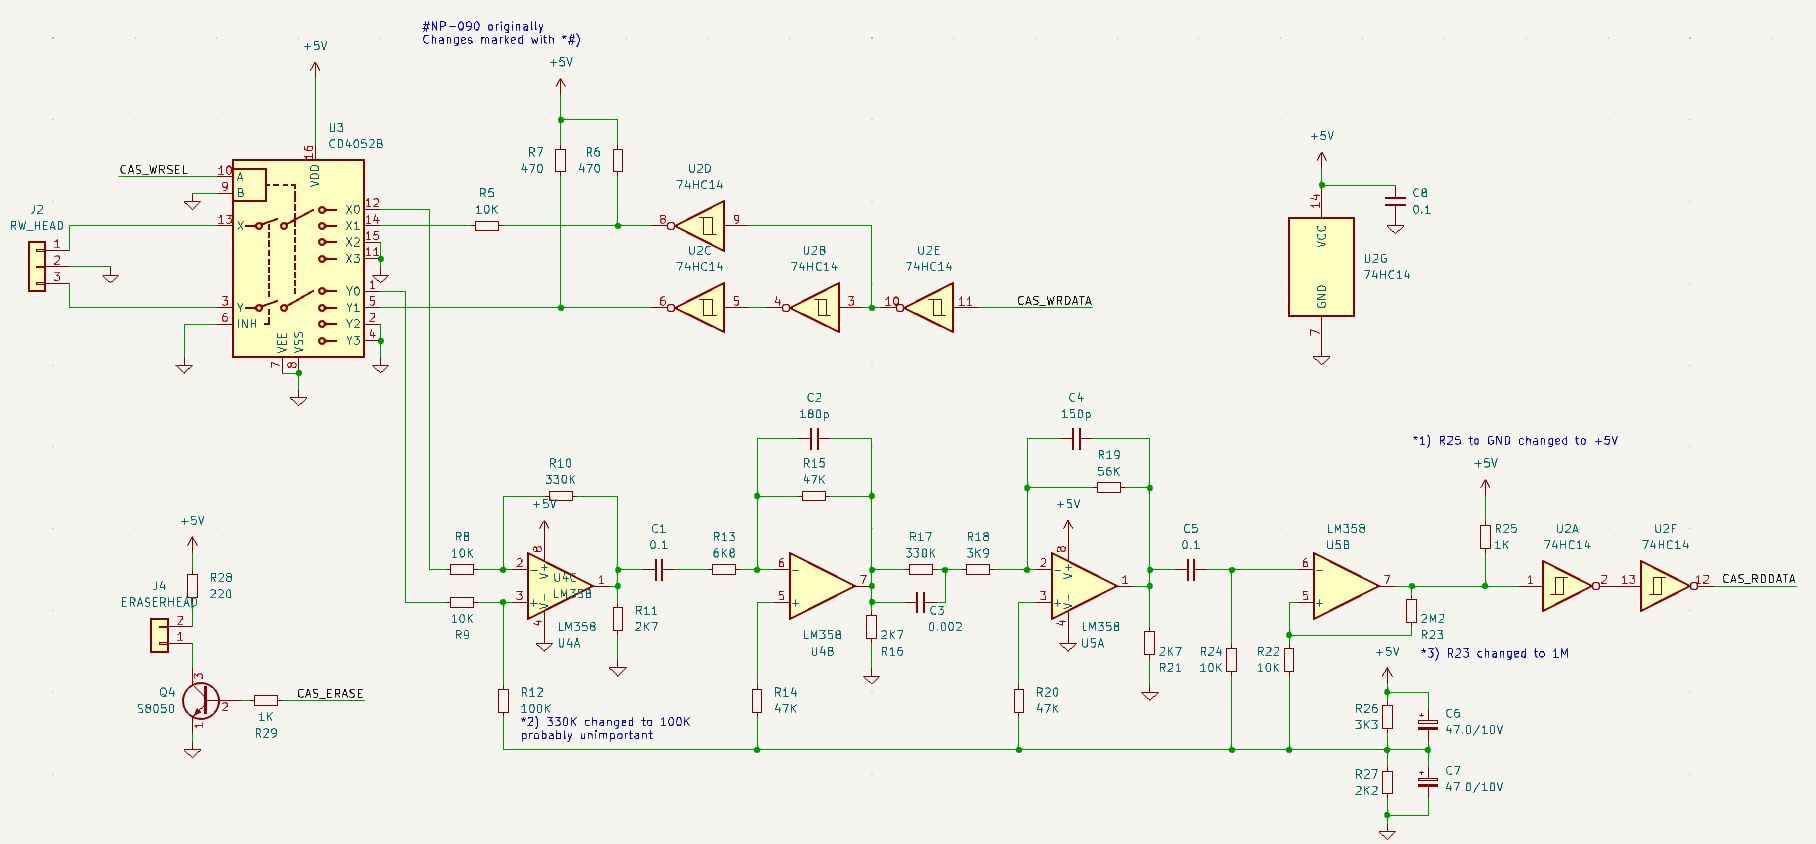 #NP-090 originally
Changes marked with *#)
+5V
+5V
U3
CD4052B
16
VDD
CAS_WRSEL
10
A
9
B
J2
RW_HEAD
1
2
3
13
X
3
Y
6
INH
VEE
VSS
7
8
X0
12
X1
14
X2
15
X3
11
Y0
1
Y1
5
Y2
2
Y3
4
R7
470
R6
470
R5
10K
U2D
74HC14
8
9
U2C
74HC14
6
5
U2B
74HC14
4
3
U2E
74HC14
10
11
CAS_WRDATA
+5V
14
VCC
GND
7
U2G
74HC14
C8
0.1
+5V
J4
ERASERHEAD
R28
220
2
1
Q4
S8050
3
2
1
1K
R29
CAS_ERASE
R10
330K
+5V
R8
10K
10K
R9
2
3
8
V+
V-
4
1
U4C
LM358
LM358
U4A
R11
2K7
R12
100K
*2) 330K changed to 100K
probably unimportant
C1
0.1
R13
6K8
C2
180p
R15
47K
6
5
7
LM358
U4B
R14
47K
2K7
R16
R17
330K
C3
0.002
R18
3K9
C4
150p
R19
56K
+5V
2
3
8
V+
V-
4
1
LM358
U5A
R20
47K
2K7
R21
C5
0.1
R24
10K
R22
10K
LM358
U5B
6
5
7
2M2
R23
*3) R23 changed to 1M
*1) R25 to GND changed to +5V
+5V
R25
1K
U2A
74HC14
1
2
U2F
74HC14
13
12
CAS_RDDATA
+5V
R26
3K3
C6
47.0/10V
R27
2K2
C7
47.0/10V